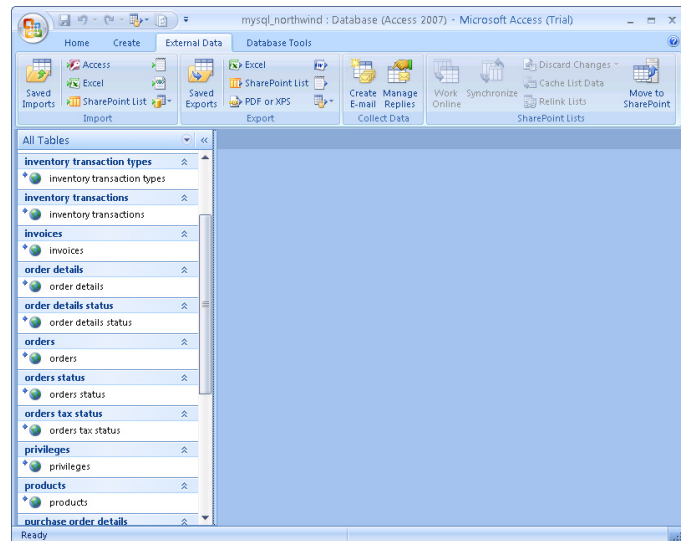 mysql_northwind : Database (Access 2007) - Microsoft Access (Trial)
Home Create External Data Database Tools
Saved Imports
Access
Excel
SharePoint List
Import
Saved Exports
Excel
SharePoint List
PDF or XPS
Export
Create E-mail
Manage Replies
Collect Data
Work Online
Synchronize
Discard Changes
Cache List Data
Relink Lists
Move to SharePoint
SharePoint Lists
All Tables
inventory transaction types
inventory transaction types
inventory transactions
inventory transactions
invoices
invoices
order details
order details
order details status
order details status
orders
orders
orders status
orders status
orders tax status
orders tax status
privileges
privileges
products
products
purchase order details
Ready